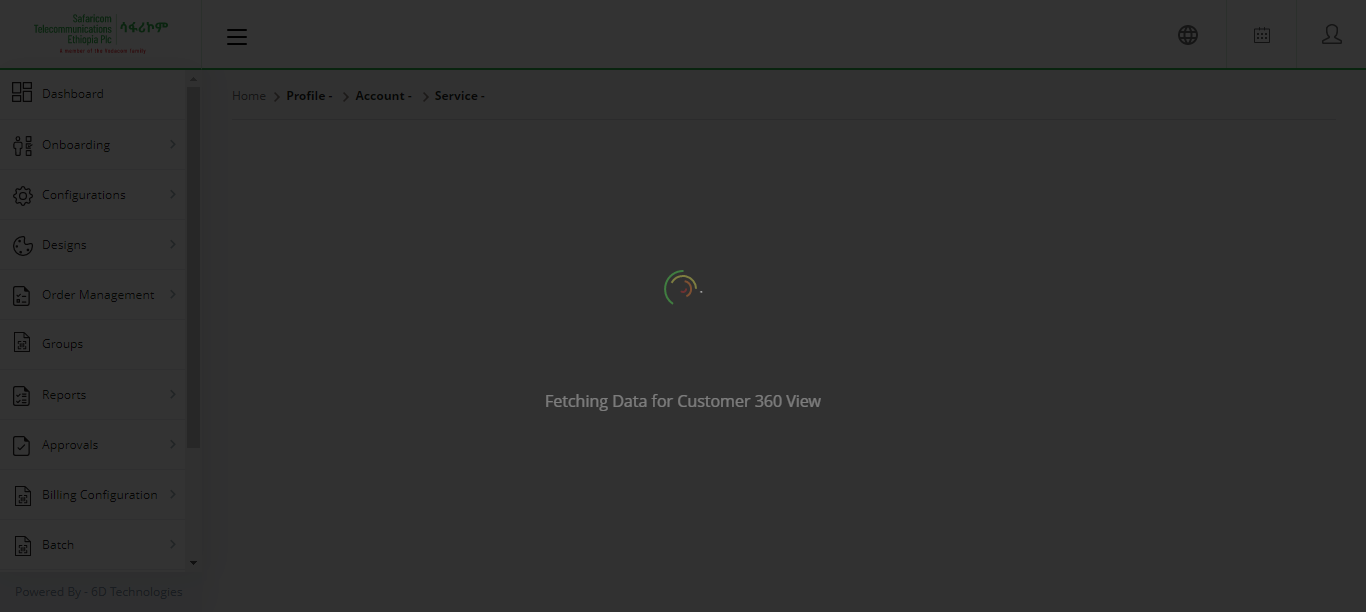 Safaricom
Telecommunications
Ethiopia Plc
ሳፋሪኮም
A member of the Vodacom family
Home
Profile -
Account -
Service -
Dashboard
Onboarding
Configurations
Designs
Order Management
Groups
Reports
Approvals
Billing Configuration
Batch
Fetching Data for Customer 360 View
Powered By - 6D Technologies